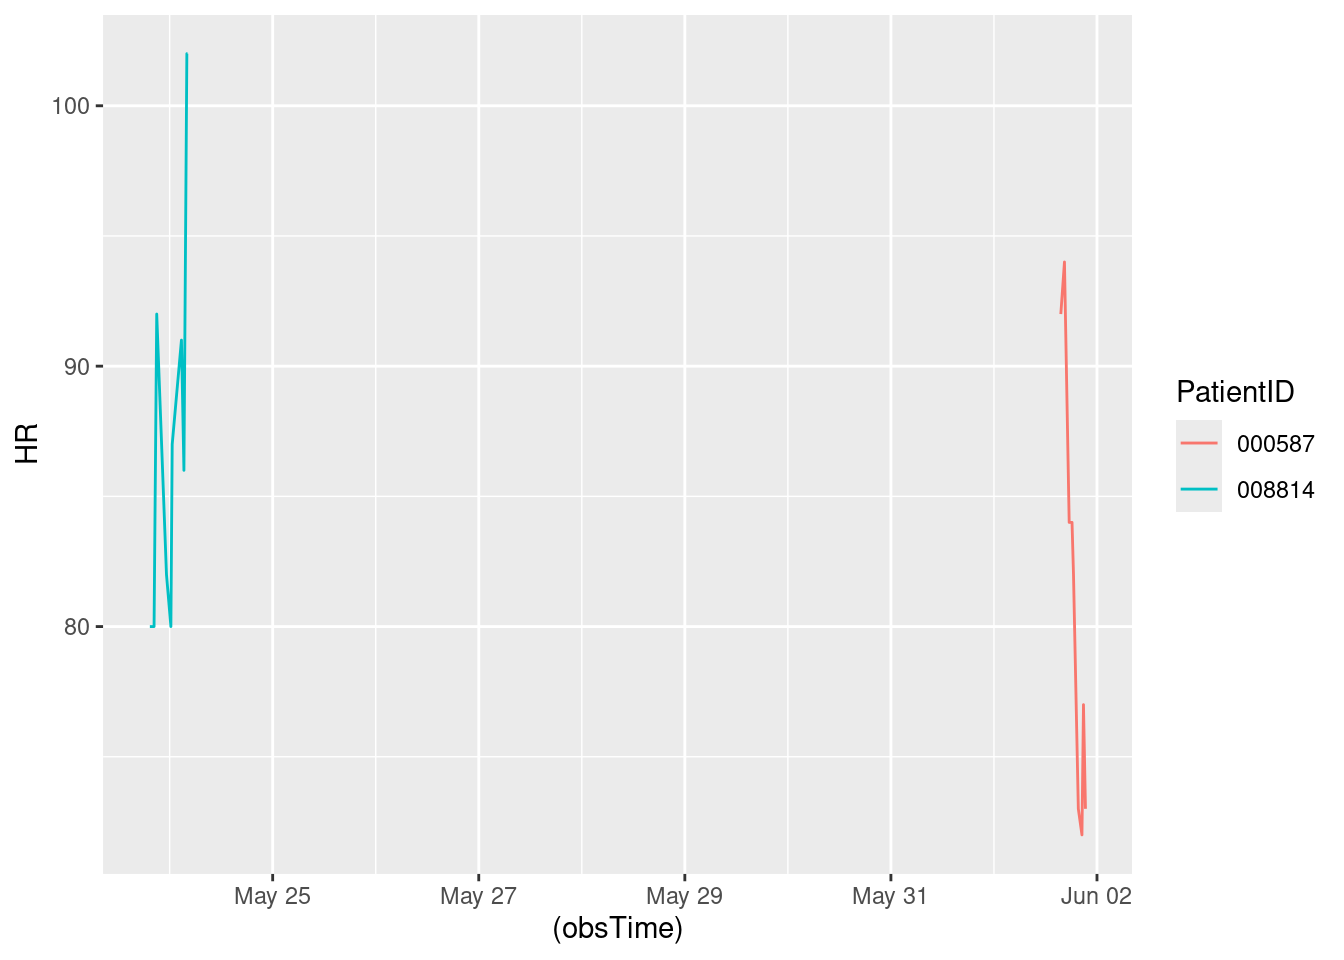 100
90
80
HR
May 25
May 27
May 29
May 31
Jun 02
(obsTime)
PatientID
000587
008814